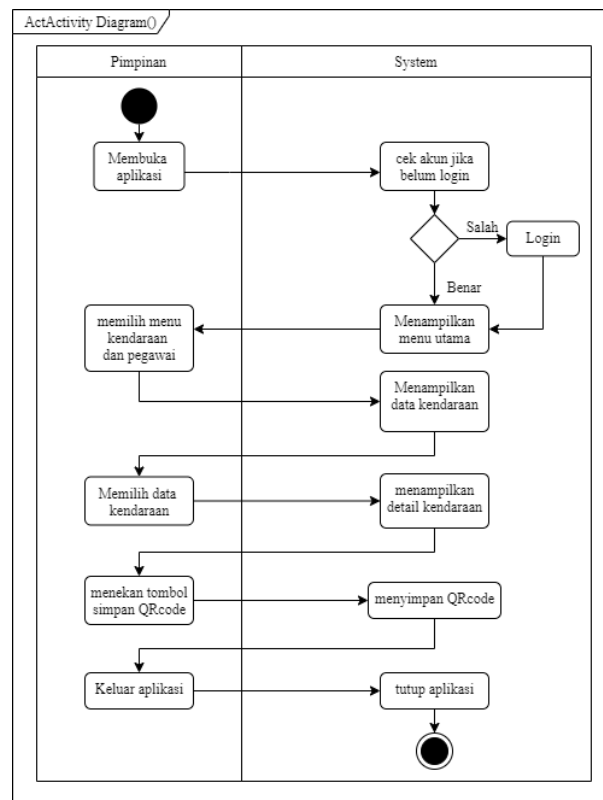 ActActivity Diagram()
Pimpinan
System
Membuka
aplikasi
cek akun jika
belum login
Salah
Login
Benar
memilih menu
kendaraan
dan pegawai
Menampilkan
menu utama
Menampilkan
data kendaraan
Memilih data
kendaraan
menampilkan
detail kendaraan
menekan tombol
simpan QRcode
menyimpan QRcode
Keluar aplikasi
tutup aplikasi